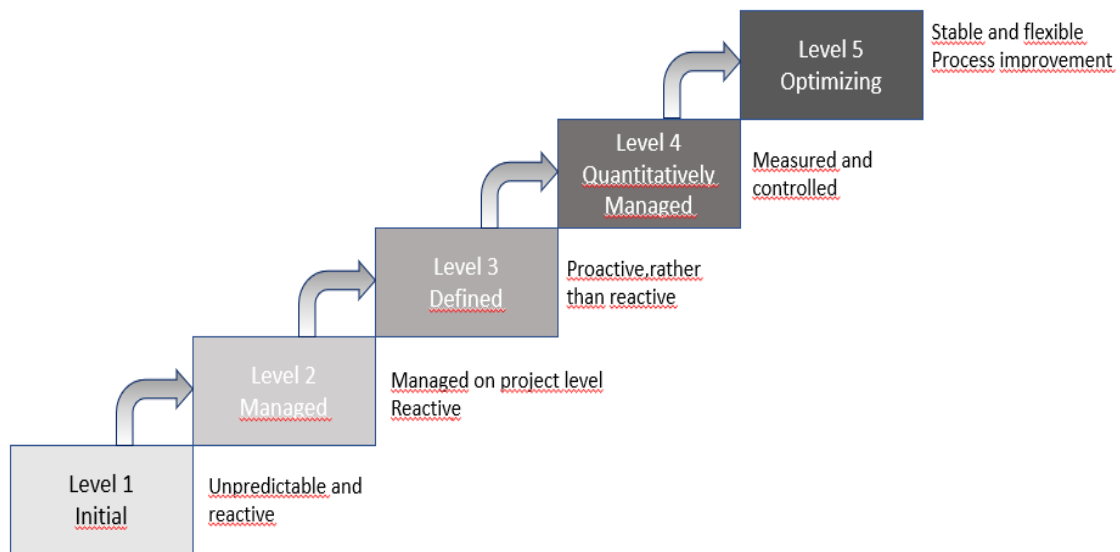 Level 5
Optimizing
Stable and flexible
Process improvement
Level 4
Quantitatively
Managed
Measured and
controlled
Level 3
Defined
Proactive,rather
than reactive
Level 2
Managed
Managed on project level
Reactive
Level 1
Initial
Unpredictable and
reactive